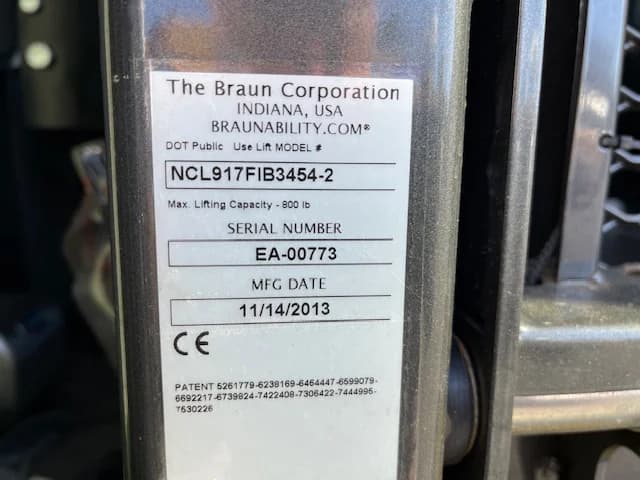 The Braun Corporation
INDIANA, USA
BRAUNABILITY.COM®
DOT Public Use Lift MODEL #
NCL917FIB3454-2
Max. Lifting Capacity - 800 lb
SERIAL NUMBER
EA-00773
MFG DATE
11/14/2013
CE
PATENT 5261779-6238169-6464447-6599079-
6692217-6739824-7422408-7306422-7444995-
7530226